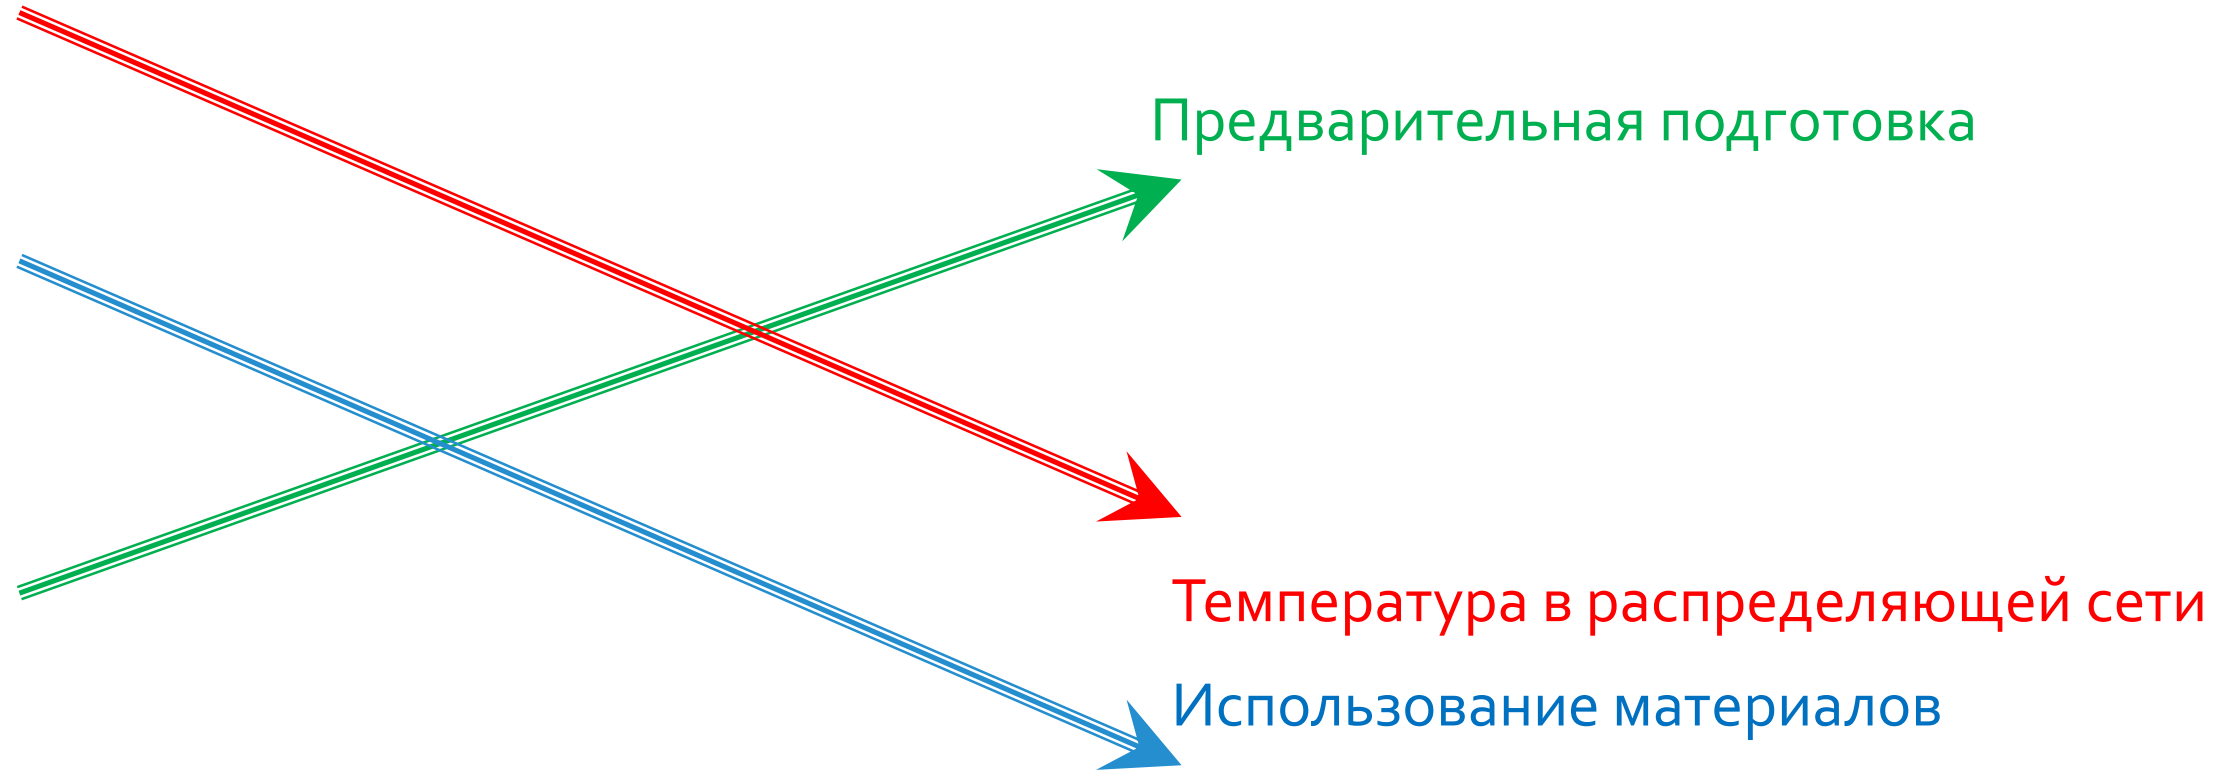 Предварительная подготовка
Температура в распределяющей сети
Использование материалов